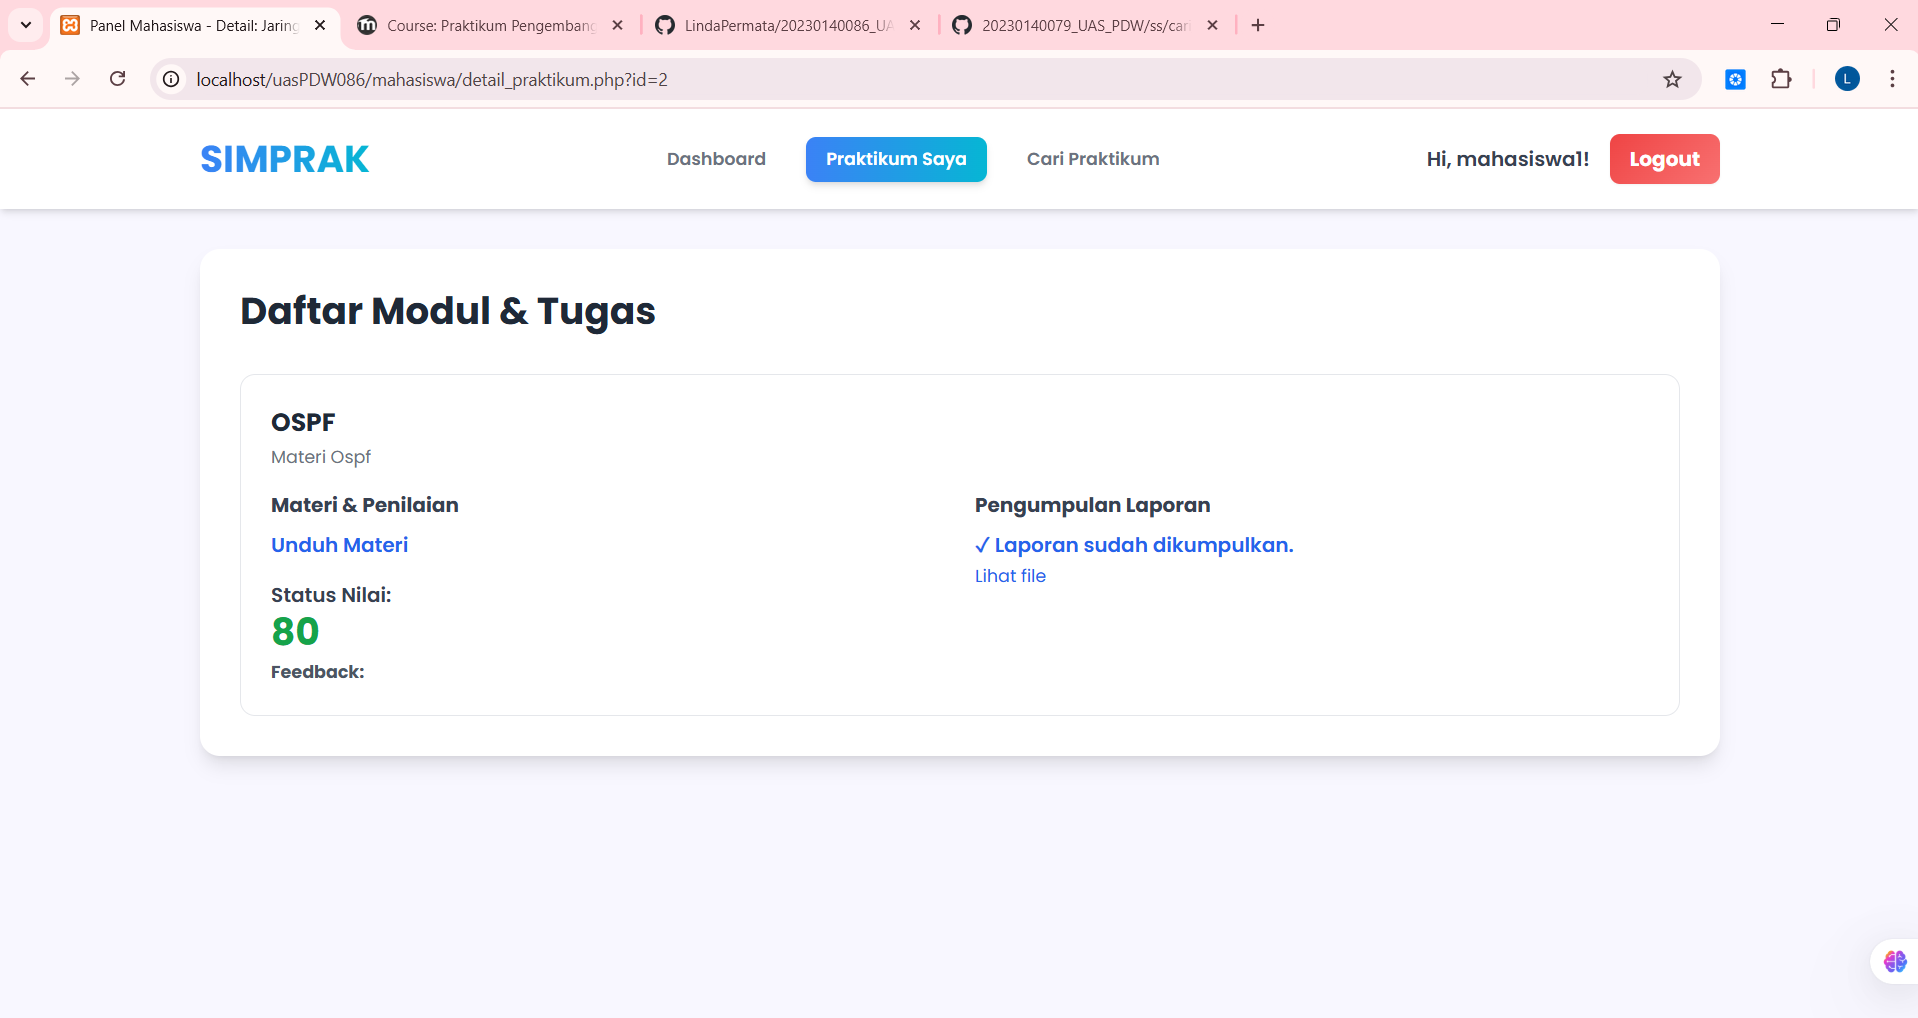 Panel Mahasiswa - Detail: Jaring
Course: Praktikum Pengembang
LindaPermata/20230140086_UA
20230140079_UAS_PDW/ss/cari
localhost/uasPDW086/mahasiswa/detail_praktikum.php?id=2
L
SIMPRAK
Dashboard
Praktikum Saya
Cari Praktikum
Hi, mahasiswa1!
Logout
Daftar Modul & Tugas
OSPF
Materi Ospf
Materi & Penilaian
Unduh Materi
Status Nilai:
80
Feedback:
Pengumpulan Laporan
✓ Laporan sudah dikumpulkan.
Lihat file